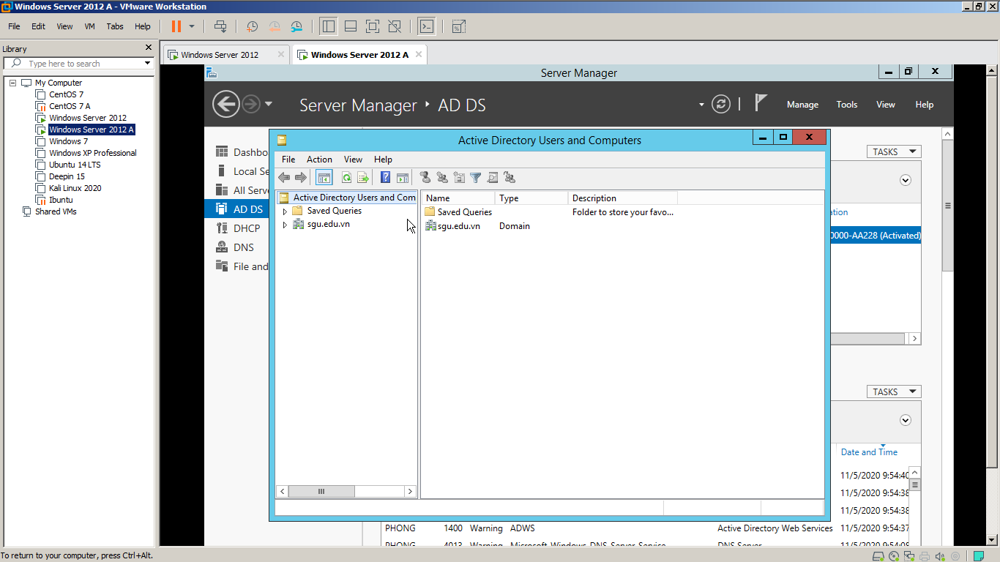 Windows Server 2012 A - VMware Workstation
File Edit View VM Tabs Help
Library
Type here to search
My Computer
CentOS 7
CentOS 7 A
Windows Server 2012
Windows Server 2012 A
Windows 7
Windows XP Professional
Ubuntu 14 LTS
Deepin 15
Kali Linux 2020
Ibuntu
Shared VMs
Windows Server 2012
Windows Server 2012 A
Server Manager
Server Manager AD DS
Manage Tools View Help
Dashbo
Local Se
All Serve
AD DS
DHCP
DNS
File and
Active Directory Users and Computers
File Action View Help
Active Directory Users and Com
Saved Queries
sgu.edu.vn
Name Type Description
Saved Queries Folder to store your favo...
sgu.edu.vn Domain
TASKS
ation
0000-AA228 (Activated)
TASKS
Date and Time
11/5/2020 9:54:40
11/5/2020 9:54:38
11/5/2020 9:54:38
PHONG 1400 Warning ADWS Active Directory Web Services 11/5/2020 9:54:37
PHONG 4013 Warning Microsoft-Windows-DNS-Server-Service DNS Server 11/5/2020 9:54:09
To return to your computer, press Ctrl+Alt.